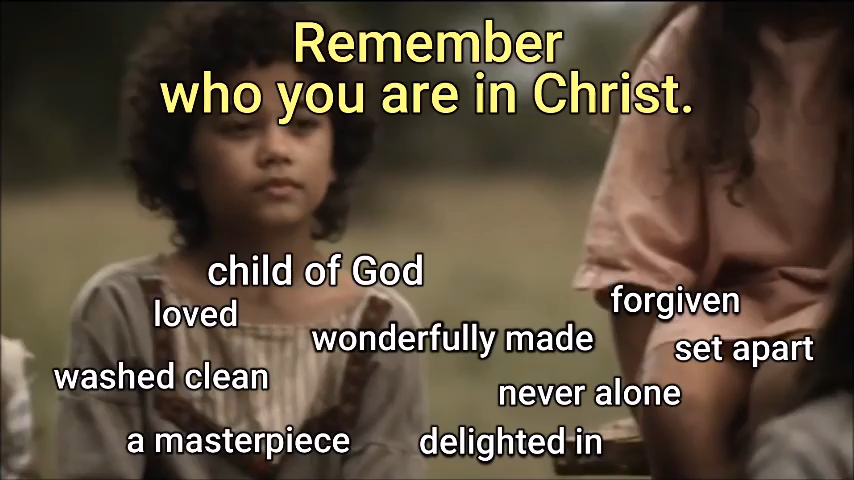 Remember
who you are in Christ.
child of God
loved
forgiven
wonderfully made
set apart
washed clean
never alone
a masterpiece
delighted in